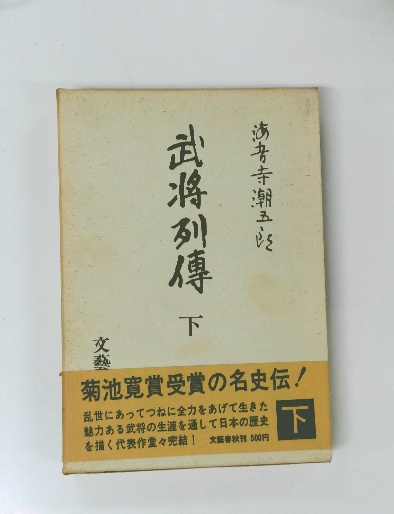 海音寺潮五郎
武将列傳
下
文藝
菊池寛賞受賞の名史伝!
乱世にあってつねに全力をあげて生きた
魅力ある武将の生涯を通して日本の歴史
を描く代表作堂々完結!
文藝春秋刊 500円
下